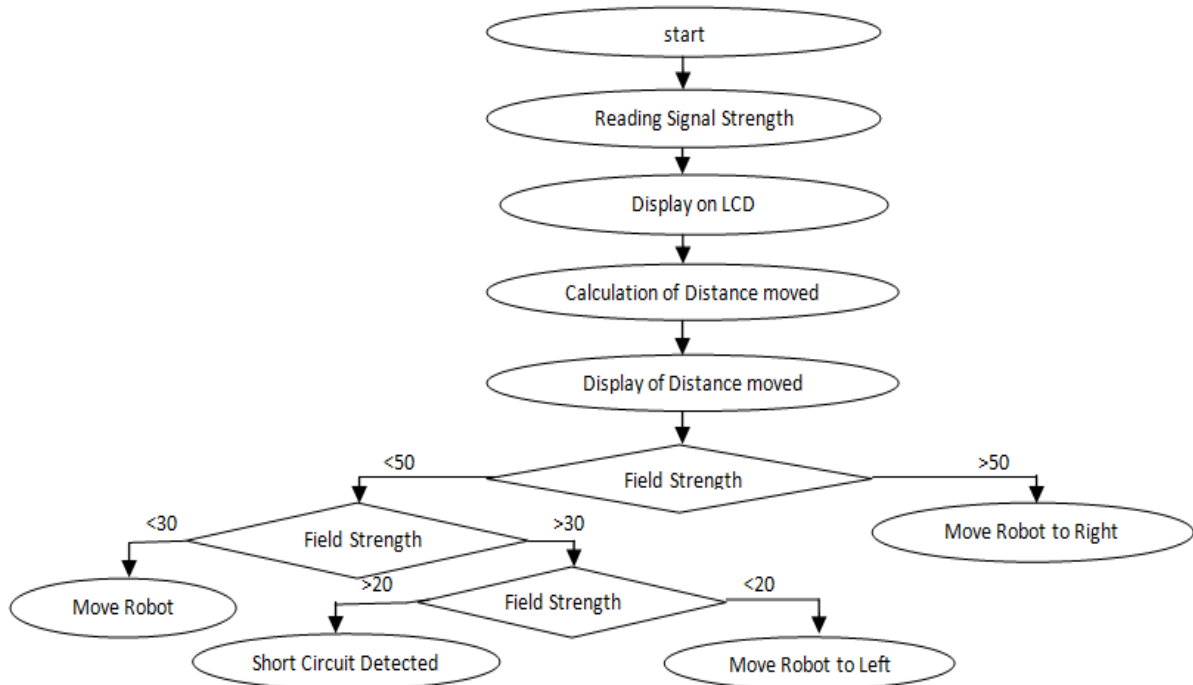 start
Reading Signal Strength
Display on LCD
Calculation of Distance moved
Display of Distance moved
<50
Field Strength
>50
<30
Field Strength
>30
Move Robot to Right
>20
Field Strength
<20
Move Robot
Short Circuit Detected
Move Robot to Left